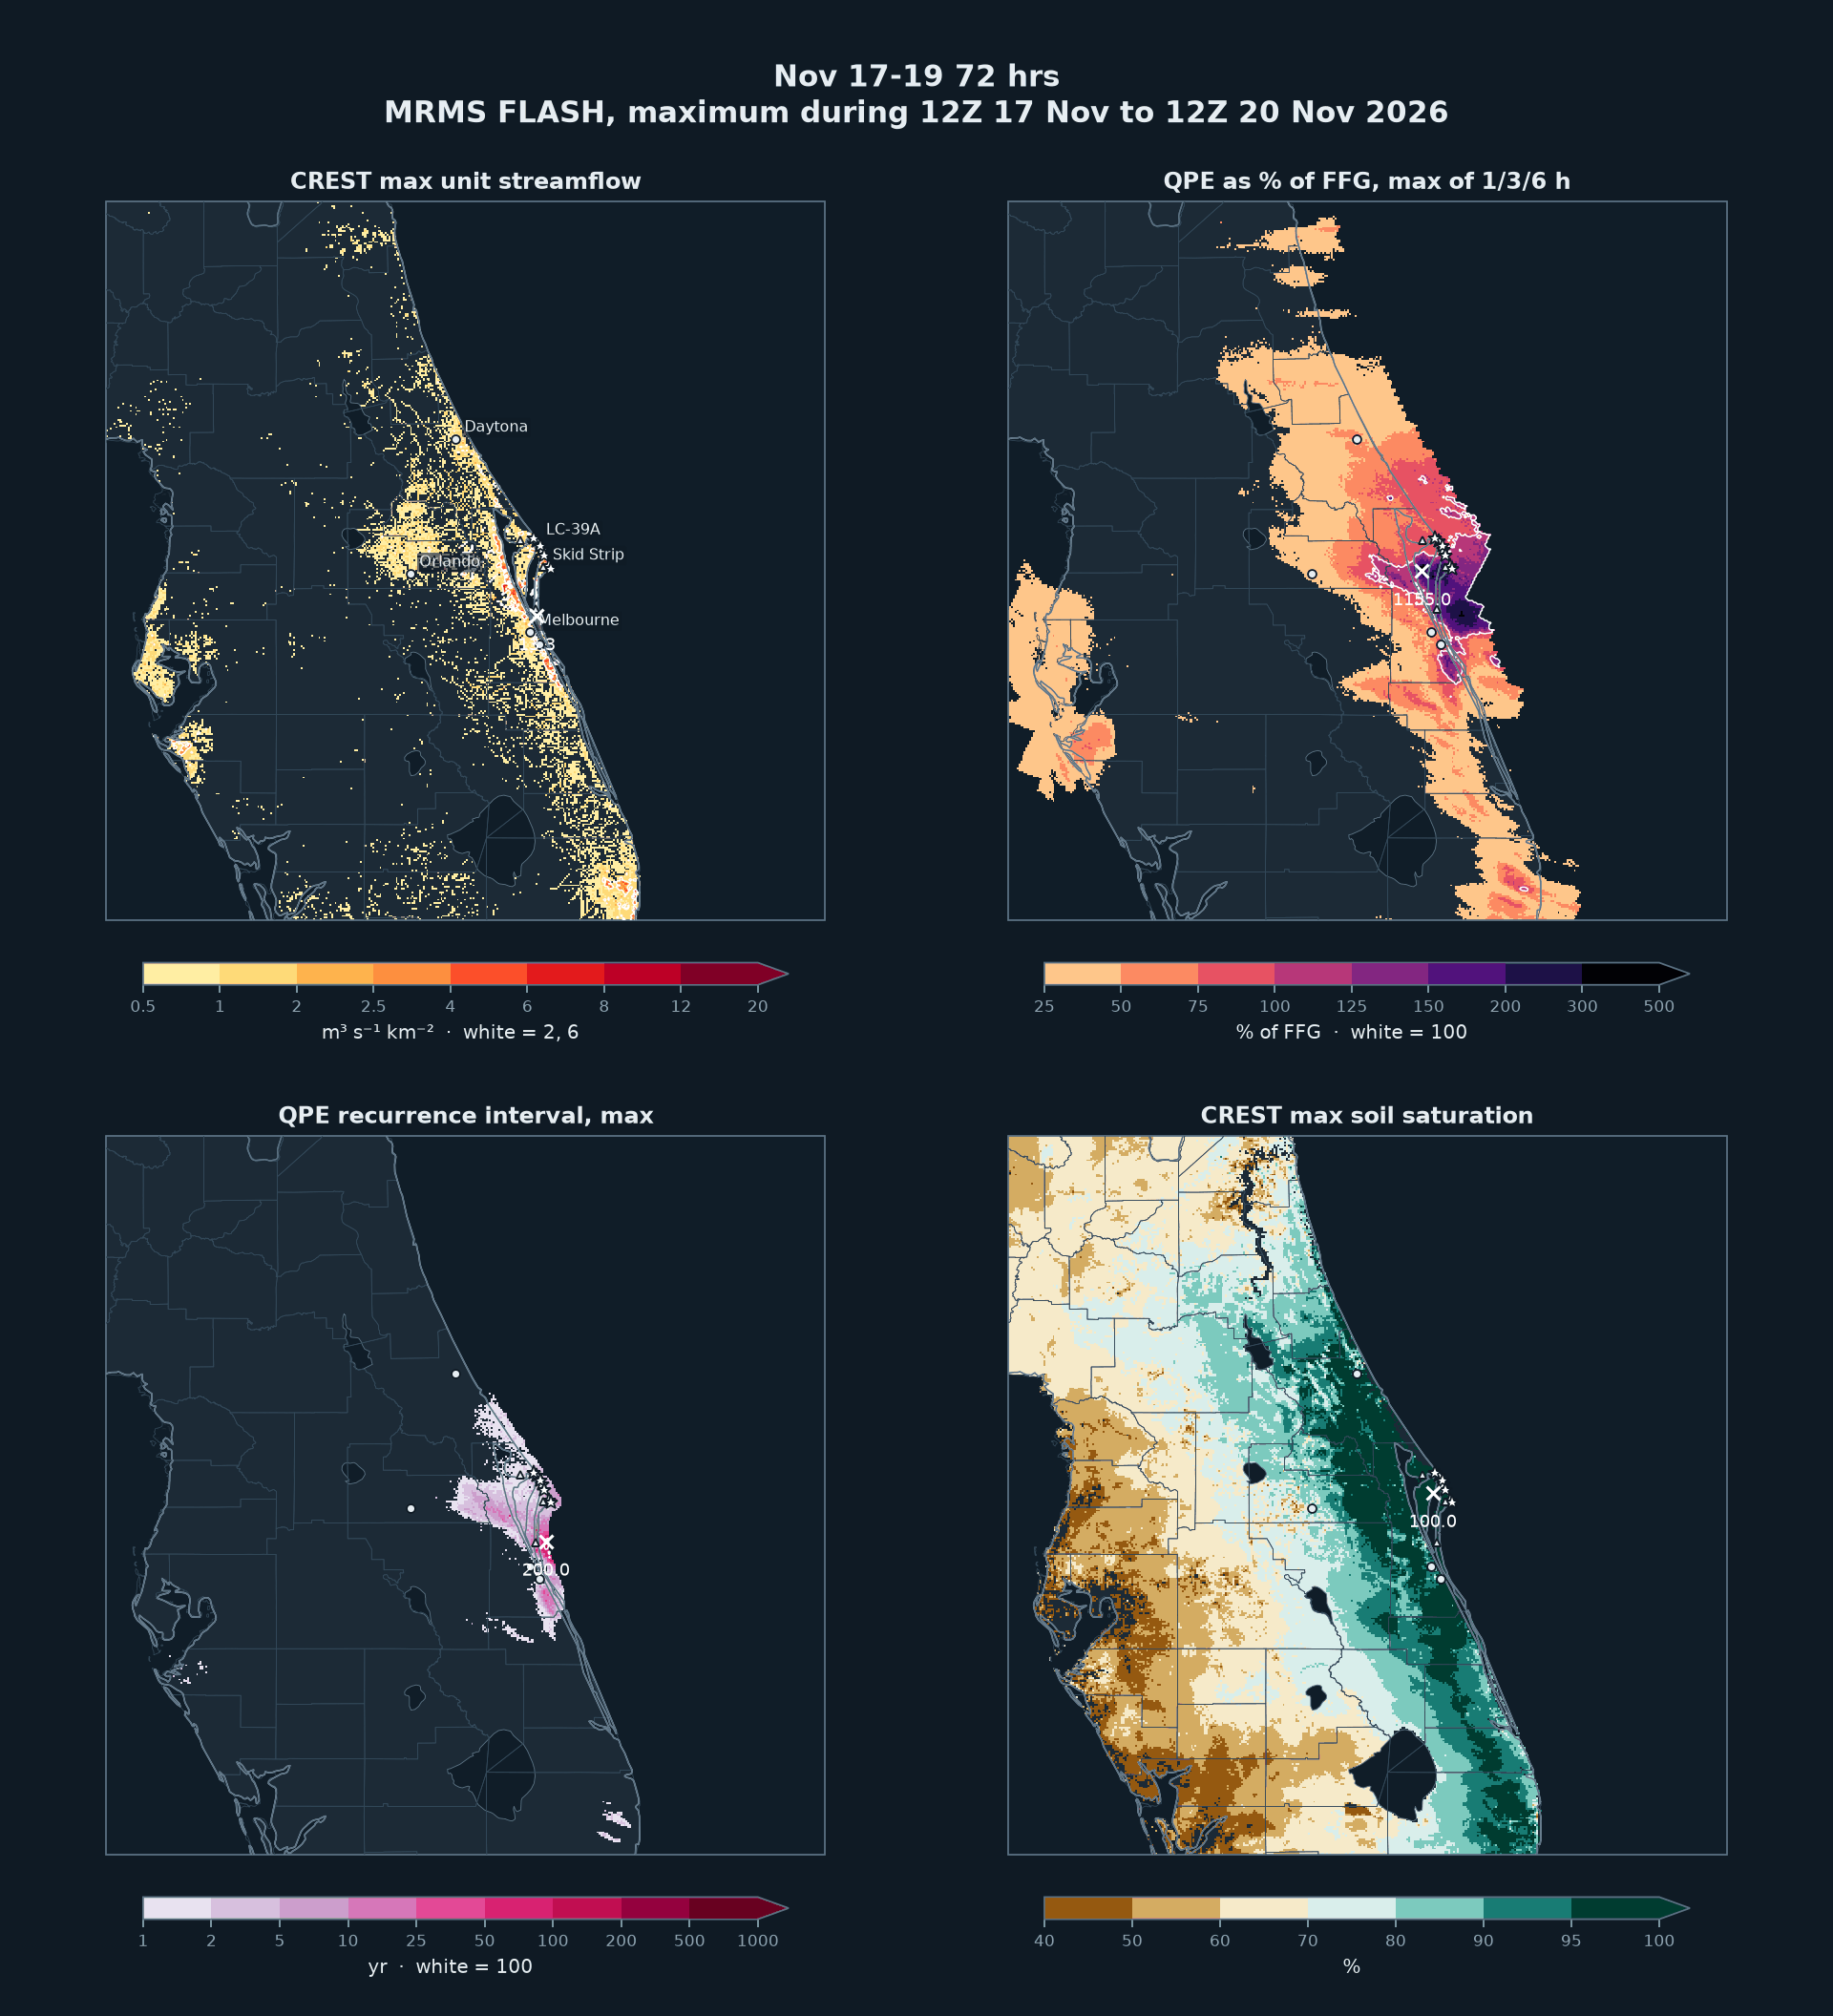 Nov 17-19 72 hrs
MRMS FLASH, maximum during 12Z 17 Nov to 12Z 20 Nov 2026
CREST max unit streamflow
QPE as % of FFG, max of 1/3/6 h
Daytona
LC-39A
Skid Strip
Orlando
Melbourne
1155.0
0.5 1 2 2.5 4 6 8 12 20
m³ s⁻¹ km⁻² · white = 2, 6
25 50 75 100 125 150 200 300 500
% of FFG · white = 100
QPE recurrence interval, max
CREST max soil saturation
200.0
100.0
1 2 5 10 25 50 100 200 500 1000
yr · white = 100
40 50 60 70 80 90 95 100
%